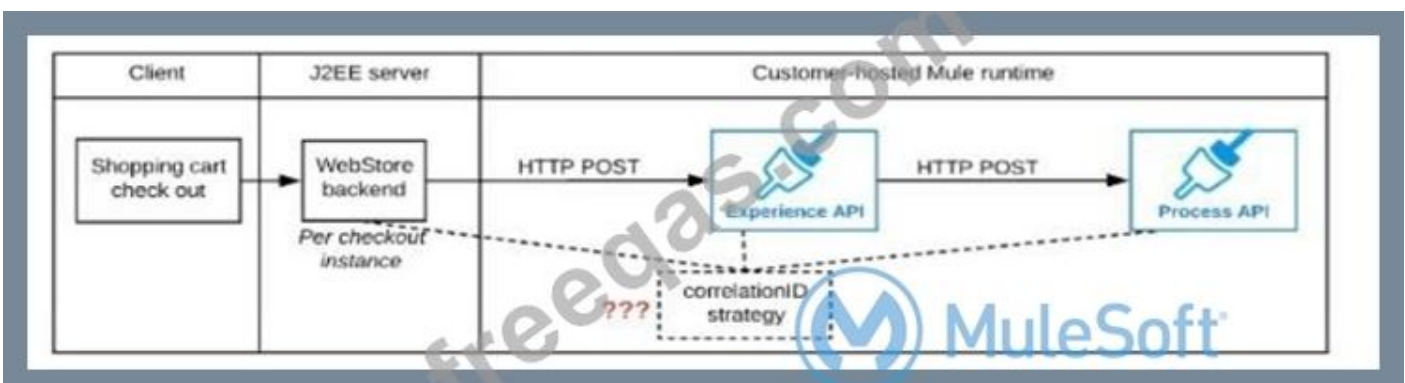 Client
J2EE server
Customer-hosted Mule runtime
Shopping cart
check out
WebStore
backend
HTTP POST
HTTP POST
Experience API
Process API
Per checkout
instance
correlationID
strategy
???
MuleSoft
freeqas.com